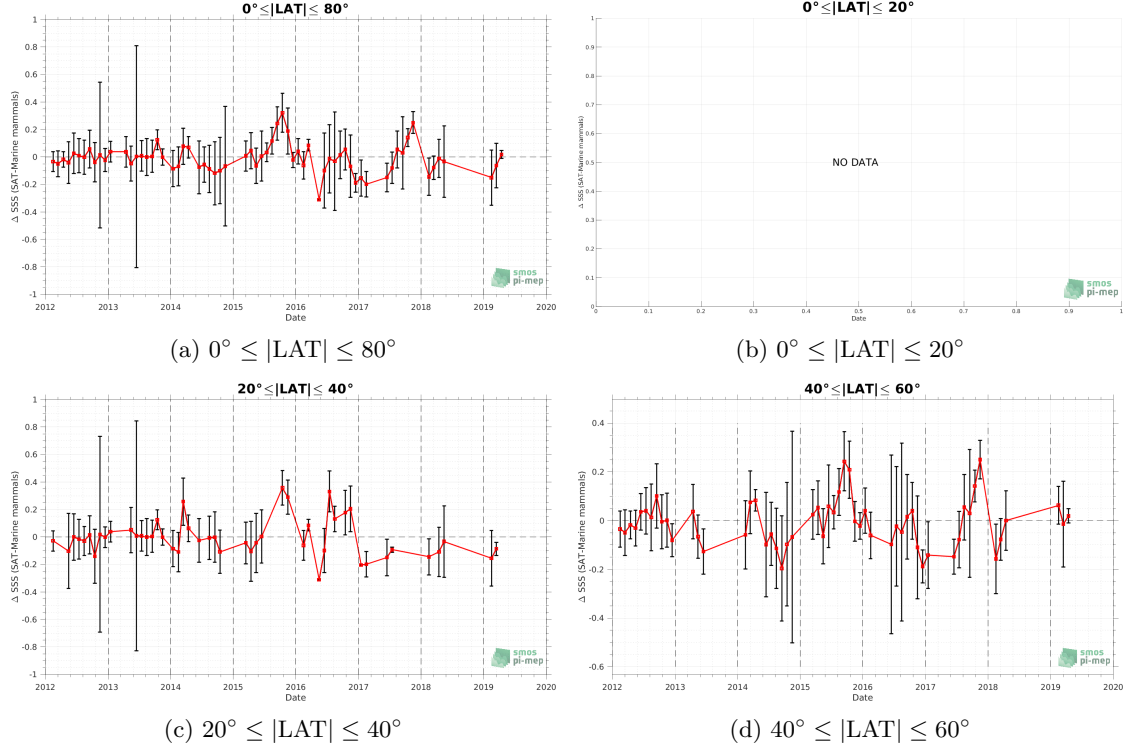 0°≤|LAT|≤ 80°
Δ SSS (SAT-Marine mammals)
1
0.8
0.6
0.4
0.2
0
-0.2
-0.4
-0.6
-0.8
-1
2012 2013 2014 2015 2016 2017 2018 2019 2020
Date
smos
pi-mep
(a) 0° ≤ |LAT| ≤ 80°
0°≤|LAT|≤ 20°
Δ SSS (SAT-Marine mammals)
1
0.9
0.8
0.7
0.6
0.5
0.4
0.3
0.2
0.1
0
NO DATA
0 0.1 0.2 0.3 0.4 0.5 0.6 0.7 0.8 0.9 1
Date
smos
pi-mep
(b) 0° ≤ |LAT| ≤ 20°
20°≤|LAT|≤ 40°
Δ SSS (SAT-Marine mammals)
1
0.8
0.6
0.4
0.2
0
-0.2
-0.4
-0.6
-0.8
-1
2012 2013 2014 2015 2016 2017 2018 2019 2020
Date
smos
pi-mep
(c) 20° ≤ |LAT| ≤ 40°
40°≤|LAT|≤ 60°
Δ SSS (SAT-Marine mammals)
0.4
0.2
0
-0.2
-0.4
-0.6
2012 2013 2014 2015 2016 2017 2018 2019 2020
Date
smos
pi-mep
(d) 40° ≤ |LAT| ≤ 60°